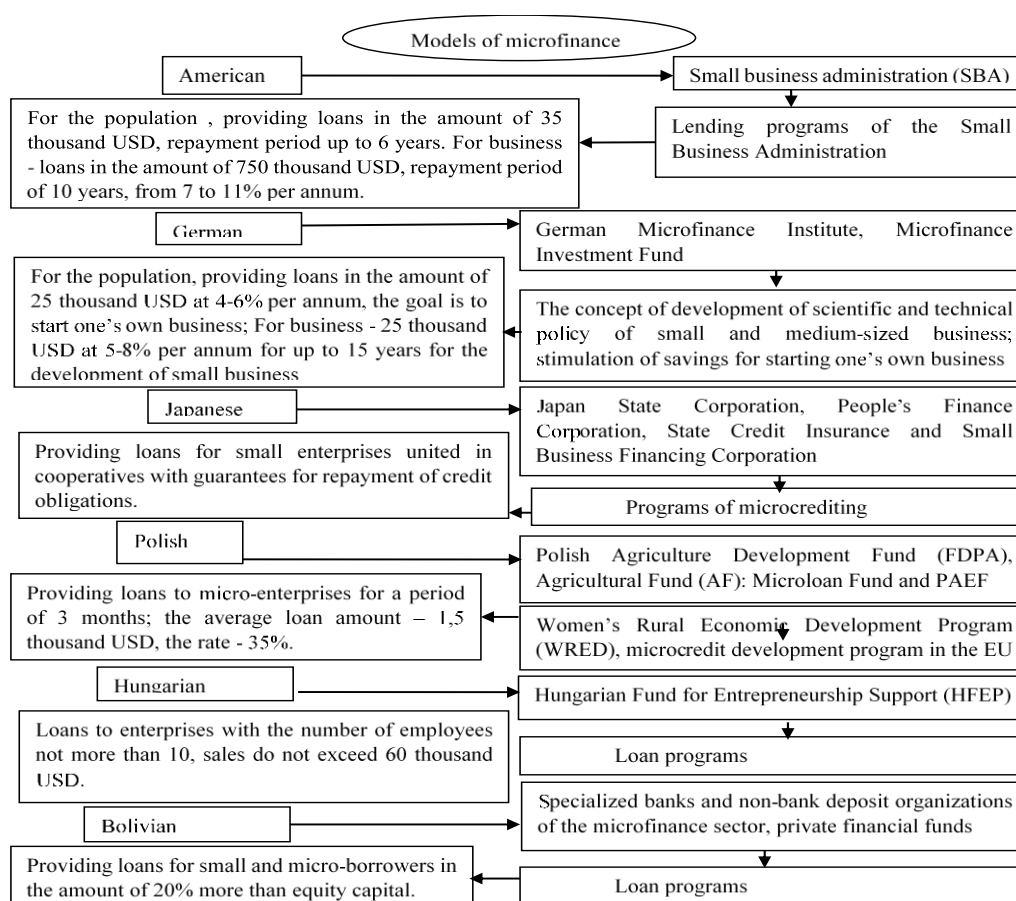 Models of microfinance
American
Small business administration (SBA)
For the population , providing loans in the amount of 35
thousand USD, repayment period up to 6 years. For business
- loans in the amount of 750 thousand USD, repayment period
of 10 years, from 7 to 11% per annum.
Lending programs of the Small
Business Administration
German
German Microfinance Institute, Microfinance
Investment Fund
For the population, providing loans in the amount of
25 thousand USD at 4-6% per annum, the goal is to
start one's own business; For business - 25 thousand
USD at 5-8% per annum for up to 15 years for the
development of small business
The concept of development of scientific and technical
policy of small and medium-sized business;
stimulation of savings for starting one's own business
Japanese
Japan State Corporation, People's Finance
Corporation, State Credit Insurance and Small
Business Financing Corporation
Providing loans for small enterprises united in
cooperatives with guarantees for repayment of credit
obligations.
Programs of microcrediting
Polish
Polish Agriculture Development Fund (FDPA),
Agricultural Fund (AF): Microloan Fund and PAEF
Providing loans to micro-enterprises for a period
of 3 months; the average loan amount – 1,5
thousand USD, the rate - 35%.
Women's Rural Economic Development Program
(WRED), microcredit development program in the EU
Hungarian
Hungarian Fund for Entrepreneurship Support (HFEP)
Loans to enterprises with the number of employees
not more than 10, sales do not exceed 60 thousand
USD.
Loan programs
Bolivian
Specialized banks and non-bank deposit organizations
of the microfinance sector, private financial funds
Providing loans for small and micro-borrowers in
the amount of 20% more than equity capital.
Loan programs